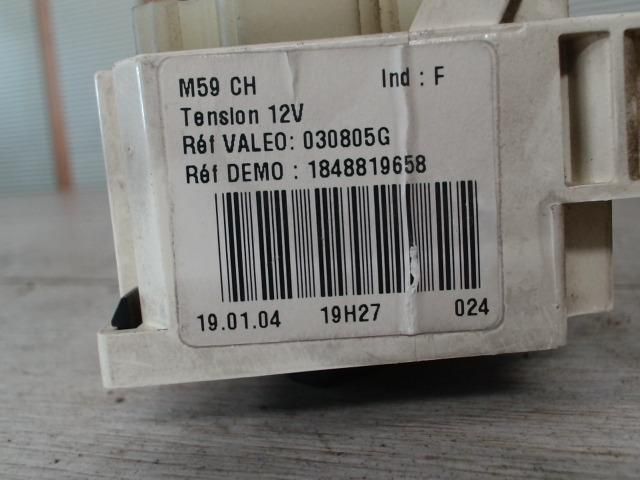 M59 CH Ind : F
Tension 12V
Réf VALEO: 030805G
Réf DEMO : 1848819658
19.01.04 19H27 024